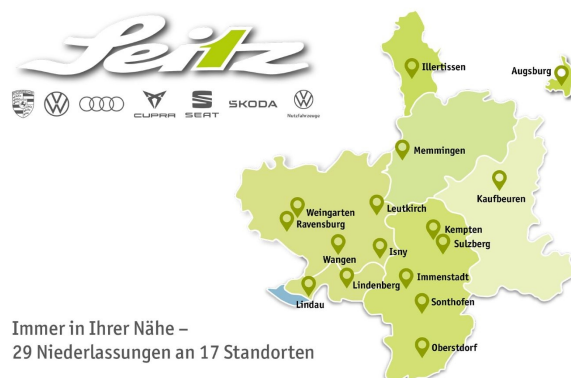 Seitz
CUPRA
SEAT
SKODA
Nutzfahrzeuge
Illertissen
Augsburg
Memmingen
Kaufbeuren
Weingarten
Leutkirch
Ravensburg
Kempten
Sulzberg
Wangen
Isny
Lindenberg
Immenstadt
Lindau
Sonthofen
Oberstdorf
Immer in Ihrer Nähe –
29 Niederlassungen an 17 Standorten